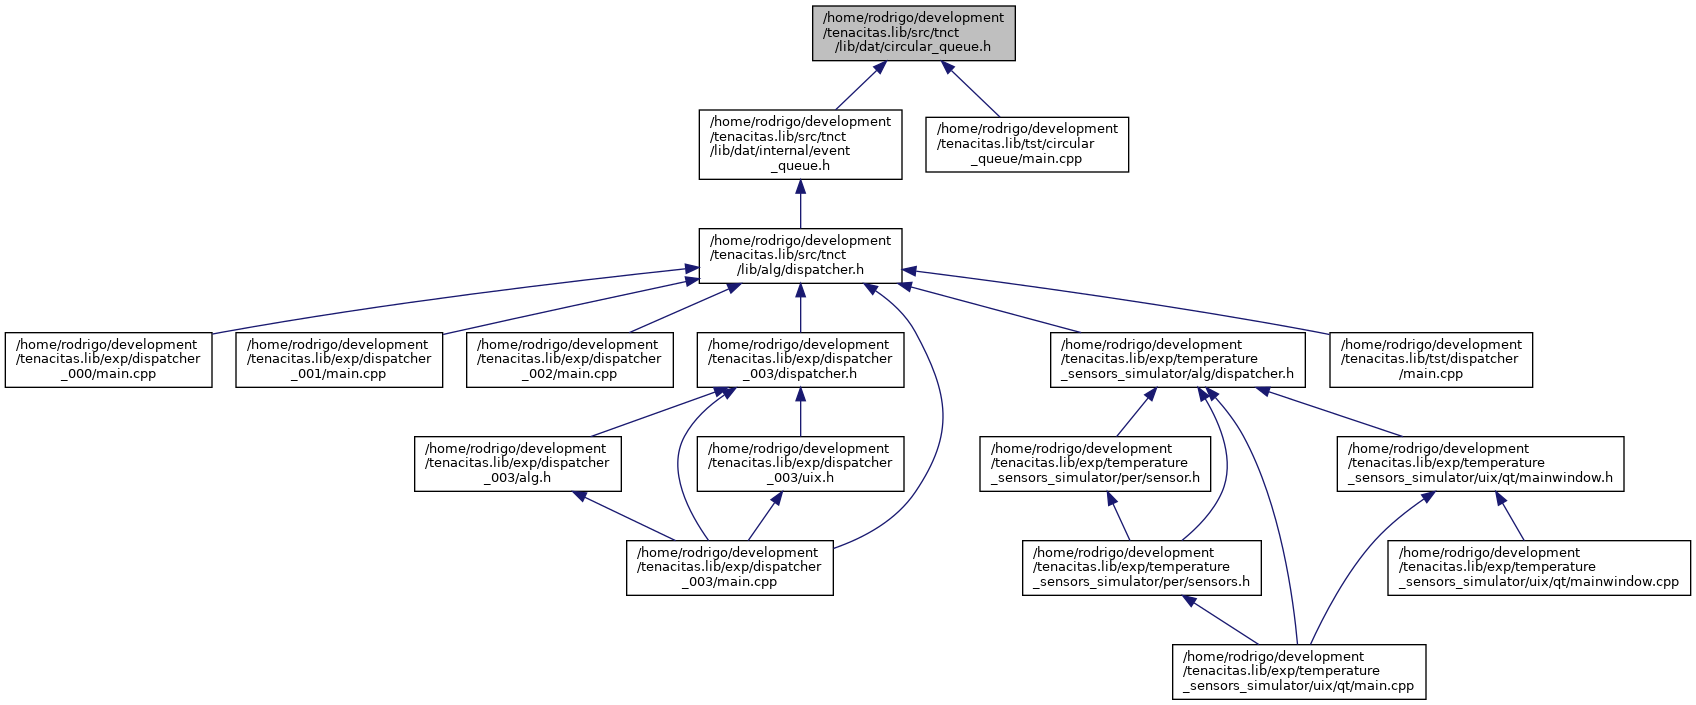 /home/rodrigo/development
/tenacitas.lib/src/tnct
/lib/dat/circular_queue.h
/home/rodrigo/development
/tenacitas.lib/src/tnct
/lib/dat/internal/event
_queue.h
/home/rodrigo/development
/tenacitas.lib/tst/circular
_queue/main.cpp
/home/rodrigo/development
/tenacitas.lib/src/tnct
/lib/alg/dispatcher.h
/home/rodrigo/development
/tenacitas.lib/exp/dispatcher
_000/main.cpp
/home/rodrigo/development
/tenacitas.lib/exp/dispatcher
_001/main.cpp
/home/rodrigo/development
/tenacitas.lib/exp/dispatcher
_002/main.cpp
/home/rodrigo/development
/tenacitas.lib/exp/dispatcher
_003/dispatcher.h
/home/rodrigo/development
/tenacitas.lib/exp/temperature
_sensors_simulator/alg/dispatcher.h
/home/rodrigo/development
/tenacitas.lib/tst/dispatcher
/main.cpp
/home/rodrigo/development
/tenacitas.lib/exp/dispatcher
_003/alg.h
/home/rodrigo/development
/tenacitas.lib/exp/dispatcher
_003/uix.h
/home/rodrigo/development
/tenacitas.lib/exp/temperature
_sensors_simulator/per/sensor.h
/home/rodrigo/development
/tenacitas.lib/exp/temperature
_sensors_simulator/uix/qt/mainwindow.h
/home/rodrigo/development
/tenacitas.lib/exp/dispatcher
_003/main.cpp
/home/rodrigo/development
/tenacitas.lib/exp/temperature
_sensors_simulator/per/sensors.h
/home/rodrigo/development
/tenacitas.lib/exp/temperature
_sensors_simulator/uix/qt/mainwindow.cpp
/home/rodrigo/development
/tenacitas.lib/exp/temperature
_sensors_simulator/uix/qt/main.cpp